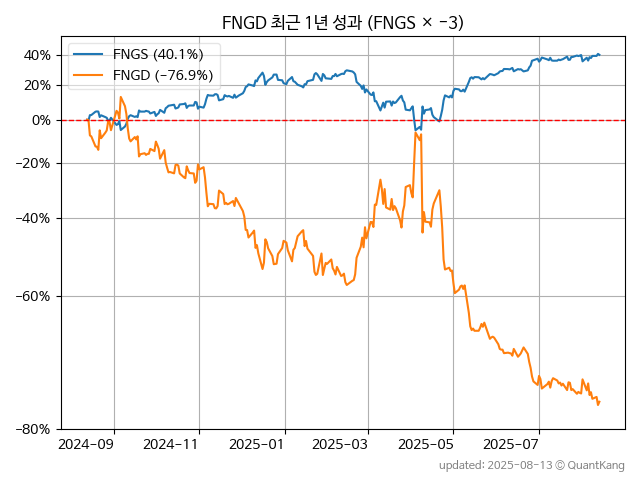 FNGD 최근 1년 성과 (FNGS × −3)
FNGS (40.1%)
FNGD (−76.9%)
40%
20%
0%
−20%
−40%
−60%
−80%
2024-09 2024-11 2025-01 2025-03 2025-05 2025-07
updated: 2025-08-13 ⓒ QuantKang